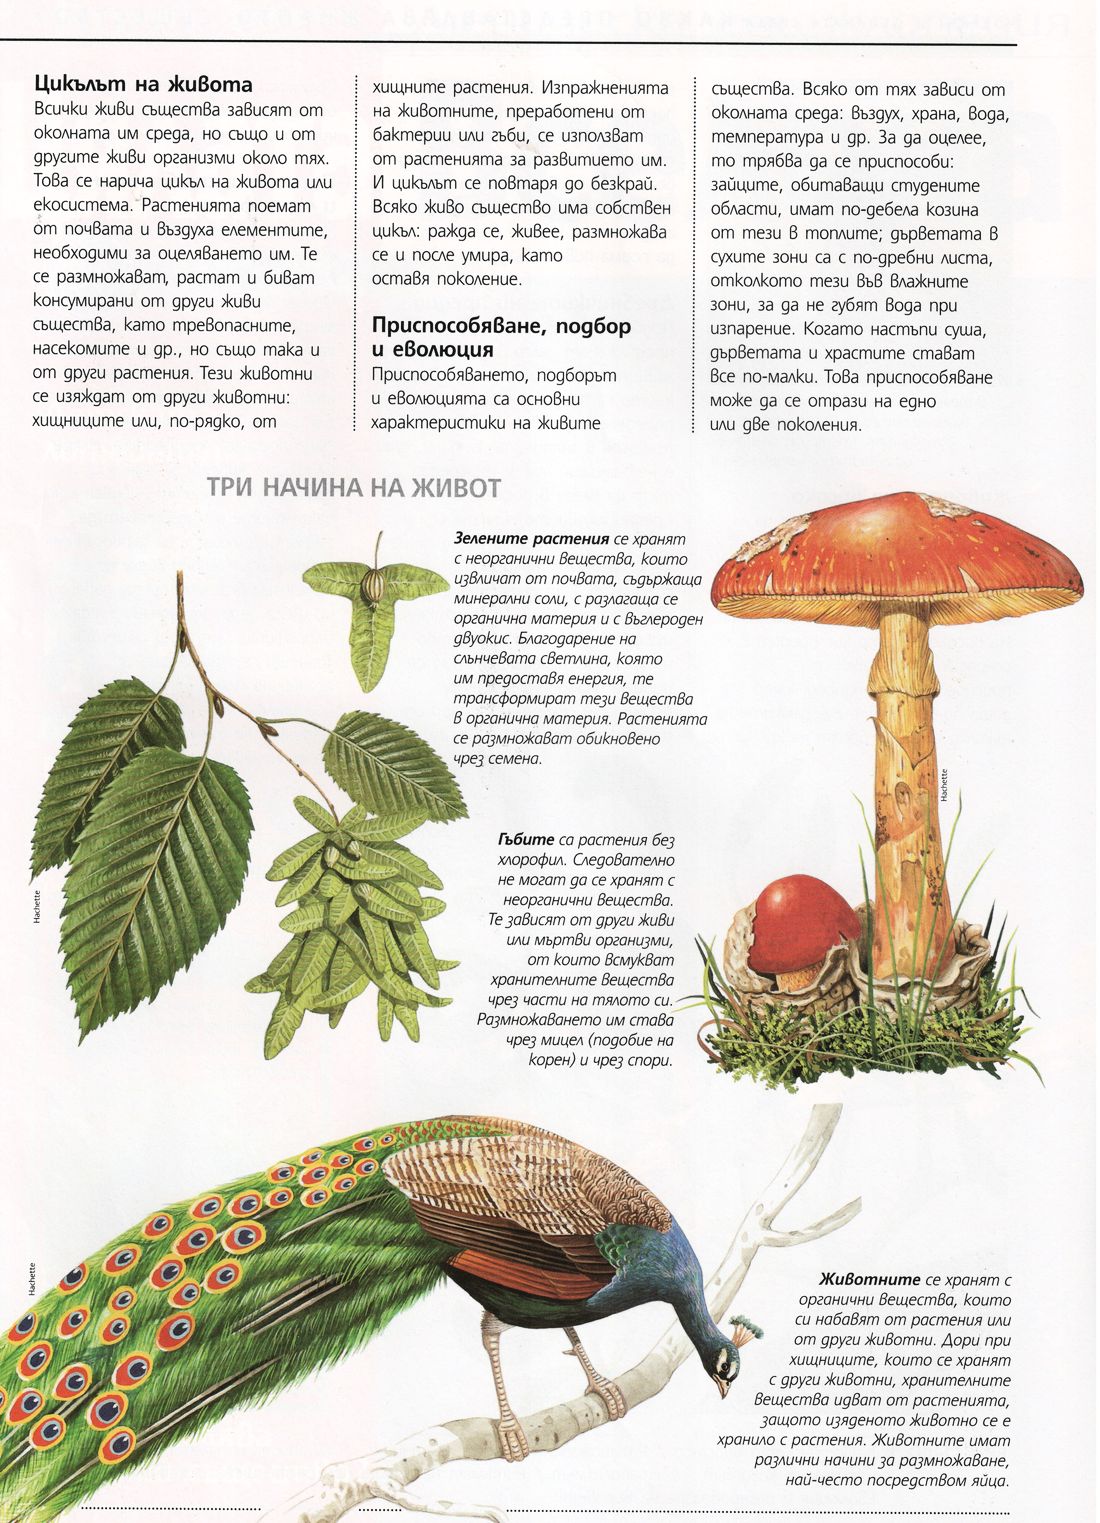 Цикълът на живота
Всички живи същества зависят от
околната им среда, но също и от
другите живи организми около тях.
Това се нарича цикъл на живота или
екосистема. Растенията поемат
от почвата и въздуха елементите,
необходими за оцеляването им. Те
се размножават, растат и биват
консумирани от други живи
същества, като тревопасните,
насекомите и др., но също така и
от други растения. Тези животни
се изяждат от други животни:
хищниците или, по-рядко, от
хищните растения. Изпражненията
на животните, преработени от
бактерии или гъби, се използват
от растенията за развитието им.
И цикълът се повтаря до безкрай.
Всяко живо същество има собствен
цикъл: ражда се, живее, размножава
се и после умира, като
оставя поколение.
Приспособяване, подбор
и еволюция
Приспособяването, подборът
и еволюцията са основни
характеристики на живите
същества. Всяко от тях зависи от
околната среда: въздух, храна, вода,
температура и др. За да оцелее,
то трябва да се приспособи:
зайците, обитаващи студените
области, имат по-дебела козина
от тези в топлите; дърветата в
сухите зони са с по-дребни листа,
отколкото тези във влажните
зони, за да не губят вода при
изпарение. Когато настъпи суша,
дърветата и храстите стават
все по-малки. Това приспособяване
може да се отрази на едно
или две поколения.
ТРИ НАЧИНА НА ЖИВОТ
Зелените растения се хранят
с неорганични вещества, които
извличат от почвата, съдържаща
минерални соли, с разлагаща се
органична материя и с въглероден
двуокис. Благодарение на
слънчевата светлина, която
им предоставя енергия, те
трансформират тези вещества
в органична материя. Растенията
се размножават обикновено
чрез семена.
Hachette
Гъбите са растения без
хлорофил. Следователно
не могат да се хранят с
неорганични вещества.
Те зависят от други живи
или мъртви организми,
от които всмукват
хранителните вещества
чрез части на тялото си.
Размножаването им става
чрез мицел (подобие на
корен) и чрез спори.
Hachette
Hachette
Животните се хранят с
органични вещества, които
си набавят от растения или
от други животни. Дори при
хищниците, които се хранят
с други животни, хранителните
вещества идват от растенията,
защото изяденото животно се е
хранило с растения. Животните имат
различни начини за размножаване,
най-често посредством яйца.